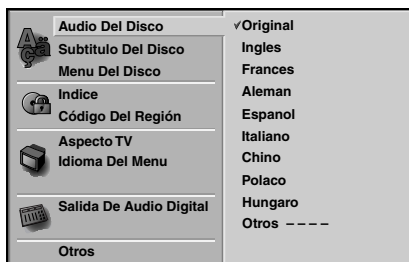 Audio Del Disco
Subtitulo Del Disco
Menu Del Disco
Indice
Código Del Región
Aspecto TV
Idioma Del Menu
Salida De Audio Digital
Otros
✓Original
Ingles
Frances
Aleman
Espanol
Italiano
Chino
Polaco
Hungaro
Otros – – – –